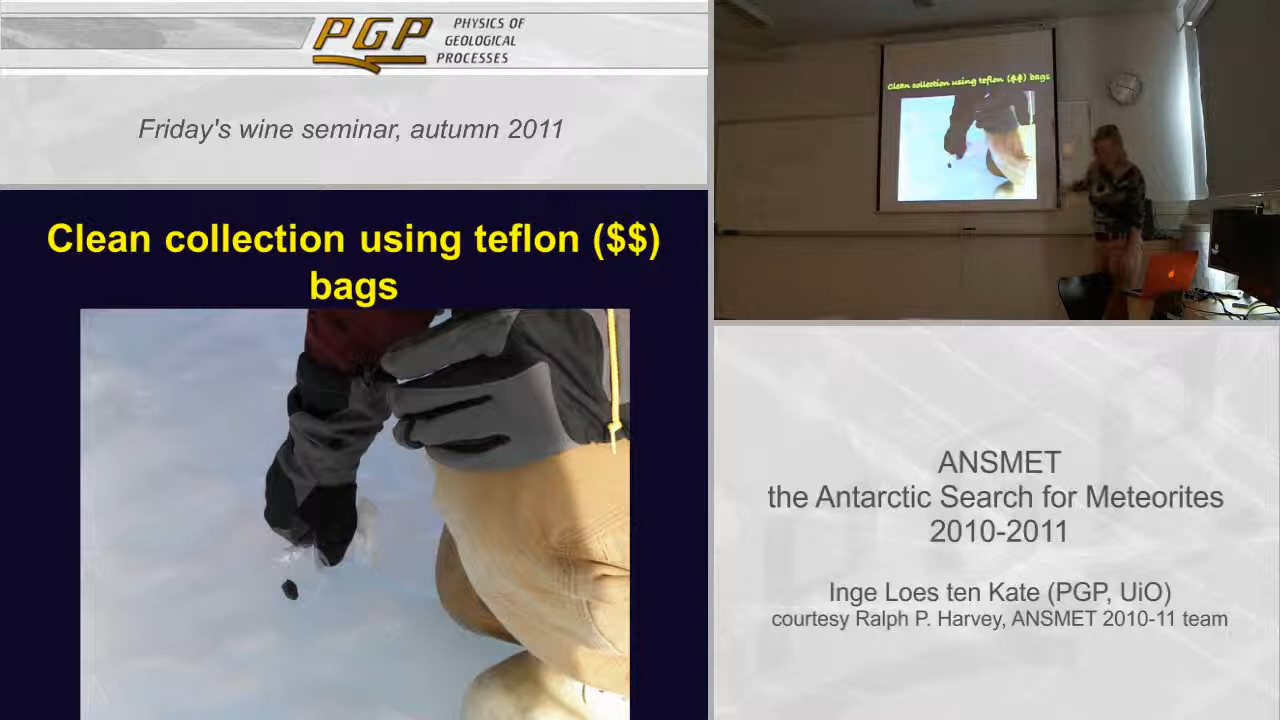 PGP
PHYSICS OF
GEOLOGICAL
PROCESSES
Friday's wine seminar, autumn 2011
Clean collection using teflon ($$)
bags
Clean collection using teflon ($$) bags
ANSMET
the Antarctic Search for Meteorites
2010-2011
Inge Loes ten Kate (PGP, UiO)
courtesy Ralph P. Harvey, ANSMET 2010-11 team